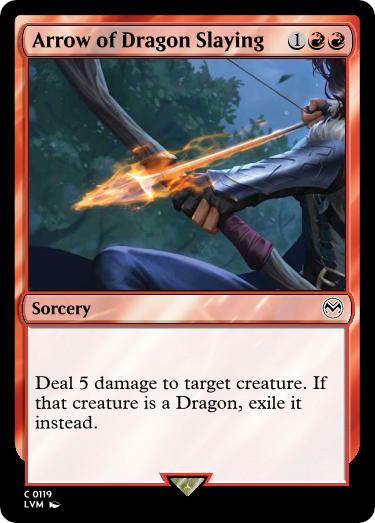 Arrow of Dragon Slaying 1
Sorcery
Deal 5 damage to target creature. If
that creature is a Dragon, exile it
instead.
C 0119
LVM